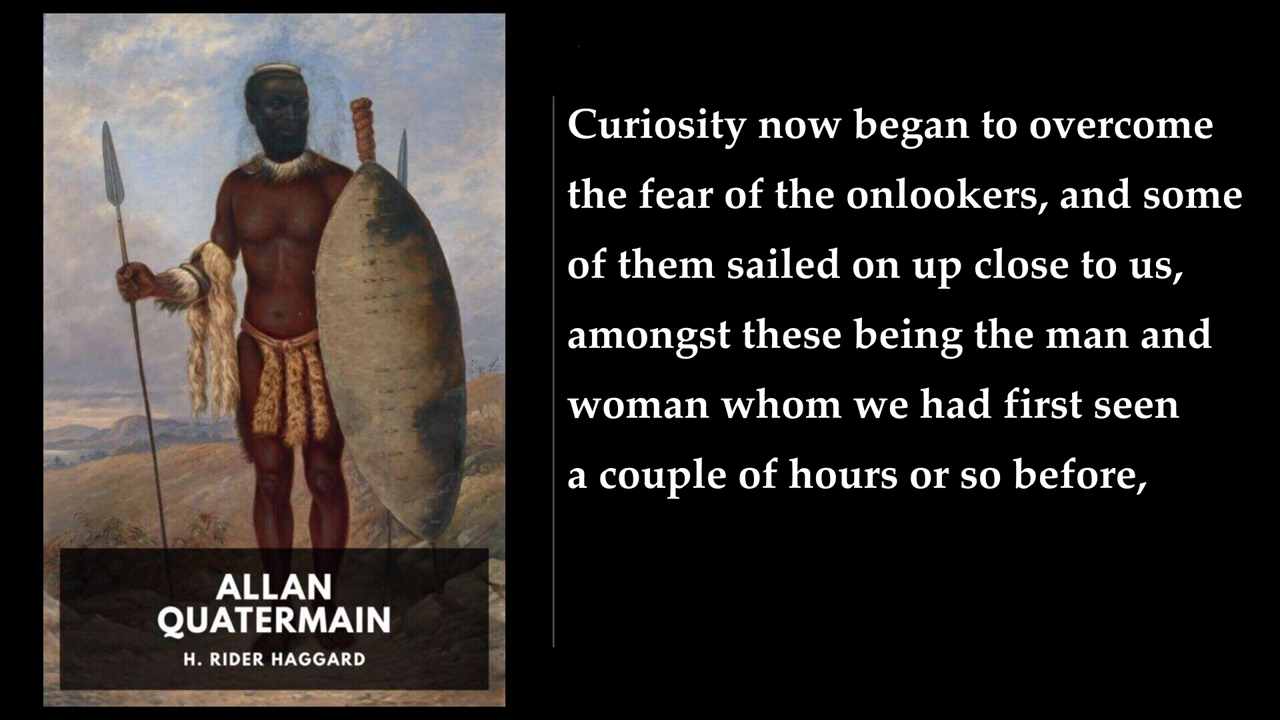 ALLAN
QUATERMAIN
H. RIDER HAGGARD
Curiosity now began to overcome
the fear of the onlookers, and some
of them sailed on up close to us,
amongst these being the man and
woman whom we had first seen
a couple of hours or so before,